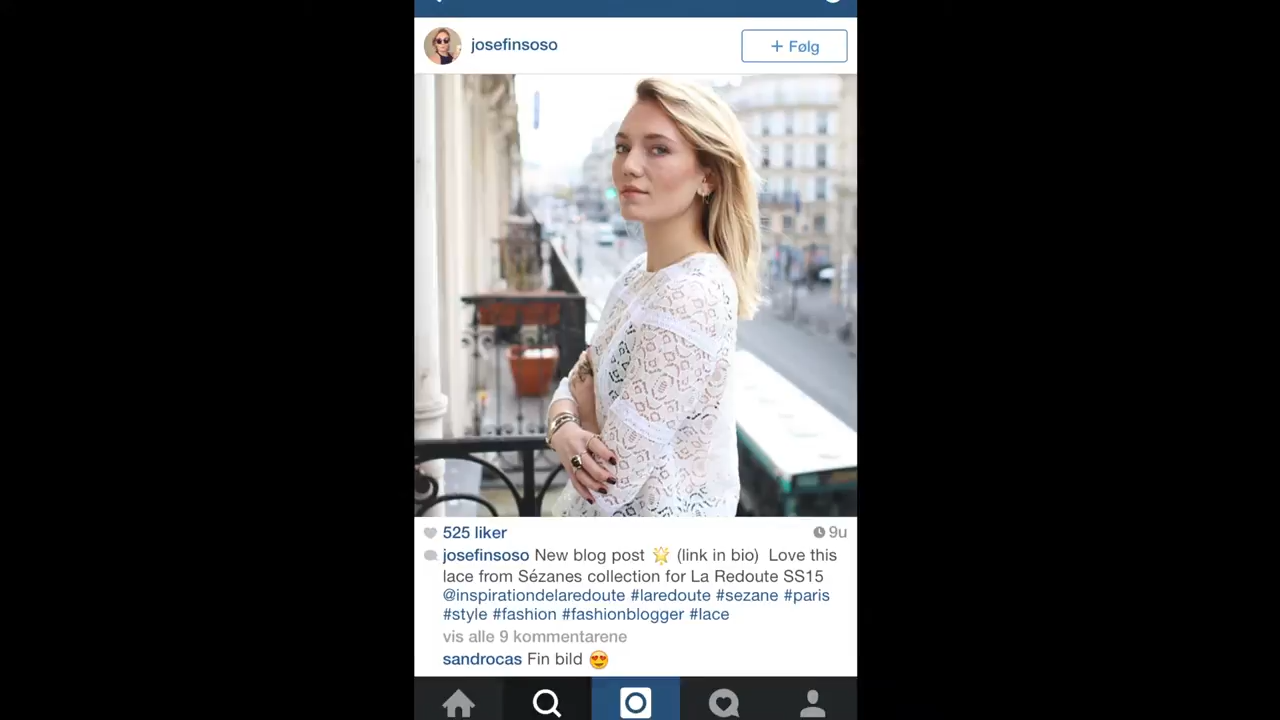 josefinsoso
+ Følg
525 liker
9u
josefinsoso New blog post 🌟 (link in bio) Love this
lace from Sézanes collection for La Redoute SS15
@inspirationdelaredoute #laredoute #sezane #paris
#style #fashion #fashionblogger #lace
vis alle 9 kommentarene
sandrocas Fin bild 😍